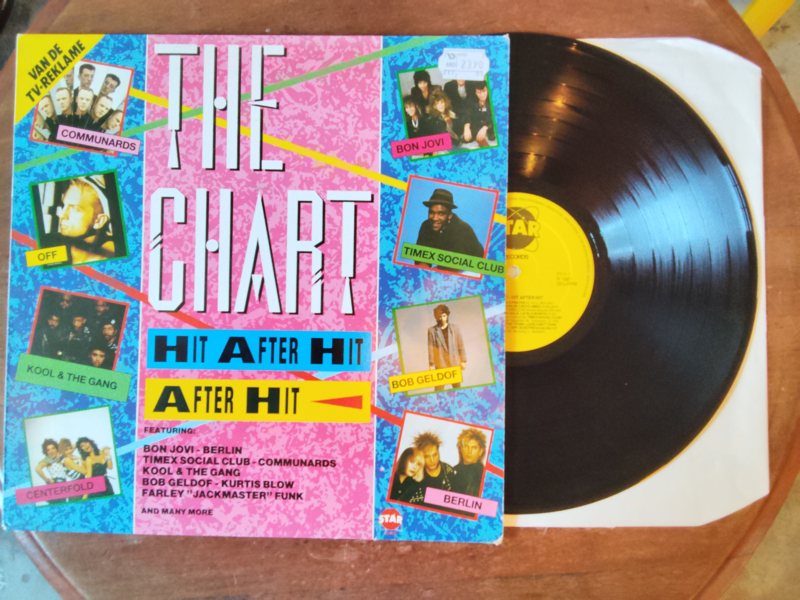 VAN DE
TV-REKLAME
THE
CHART
HIT AFTER HIT
AFTER HIT
COMMUNARDS
OFF
KOOL & THE GANG
CENTERFOLD
BON JOVI
TIMEX SOCIAL CLUB
BOB GELDOF
BERLIN
FEATURING:
BON JOVI - BERLIN
TIMEX SOCIAL CLUB - COMMUNARDS
KOOL & THE GANG
BOB GELDOF - KURTIS BLOW
FARLEY "JACKMASTER" FUNK
AND MANY MORE
STAR
STAR